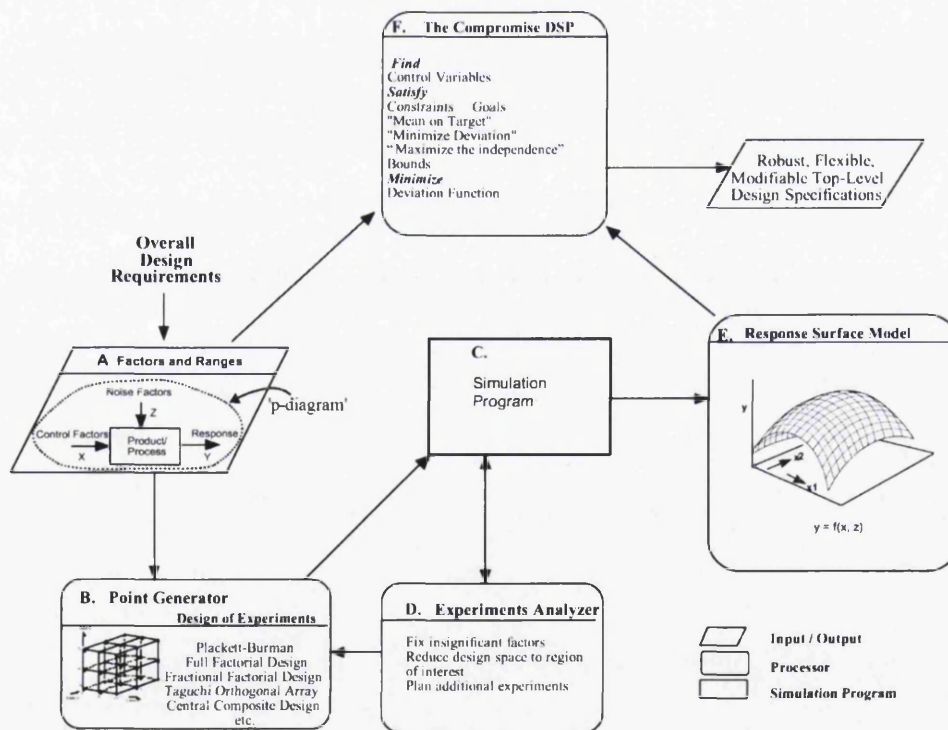 F. The Compromise DSP
Find
Control Variables
Satisfy
Constraints Goals
"Mean on Target"
"Minimize Deviation"
"Maximize the independence"
Bounds
Minimize
Deviation Function
Robust, Flexible,
Modifiable Top-Level
Design Specifications
Overall
Design
Requirements
A Factors and Ranges
Noise Factors
Z
Control Factors
X
Product/
Process
Response
Y
'p-diagram'
C.
Simulation
Program
E. Response Surface Model
y
x2
x1
y = f(x, z)
B. Point Generator
Design of Experiments
Plackett-Burman
Full Factorial Design
Fractional Factorial Design
Taguchi Orthogonal Array
Central Composite Design
etc.
D. Experiments Analyzer
Fix insignificant factors
Reduce design space to region
of interest
Plan additional experiments
Input / Output
Processor
Simulation Program